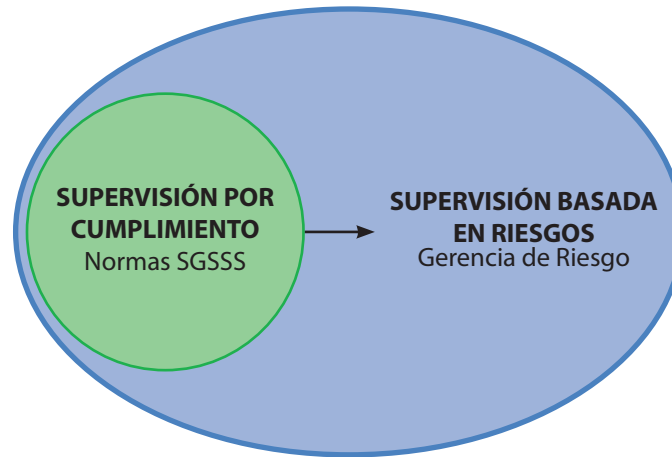 SUPERVISIÓN POR
CUMPLIMIENTO
Normas SGSSS
SUPERVISIÓN BASADA
EN RIESGOS
Gerencia de Riesgo